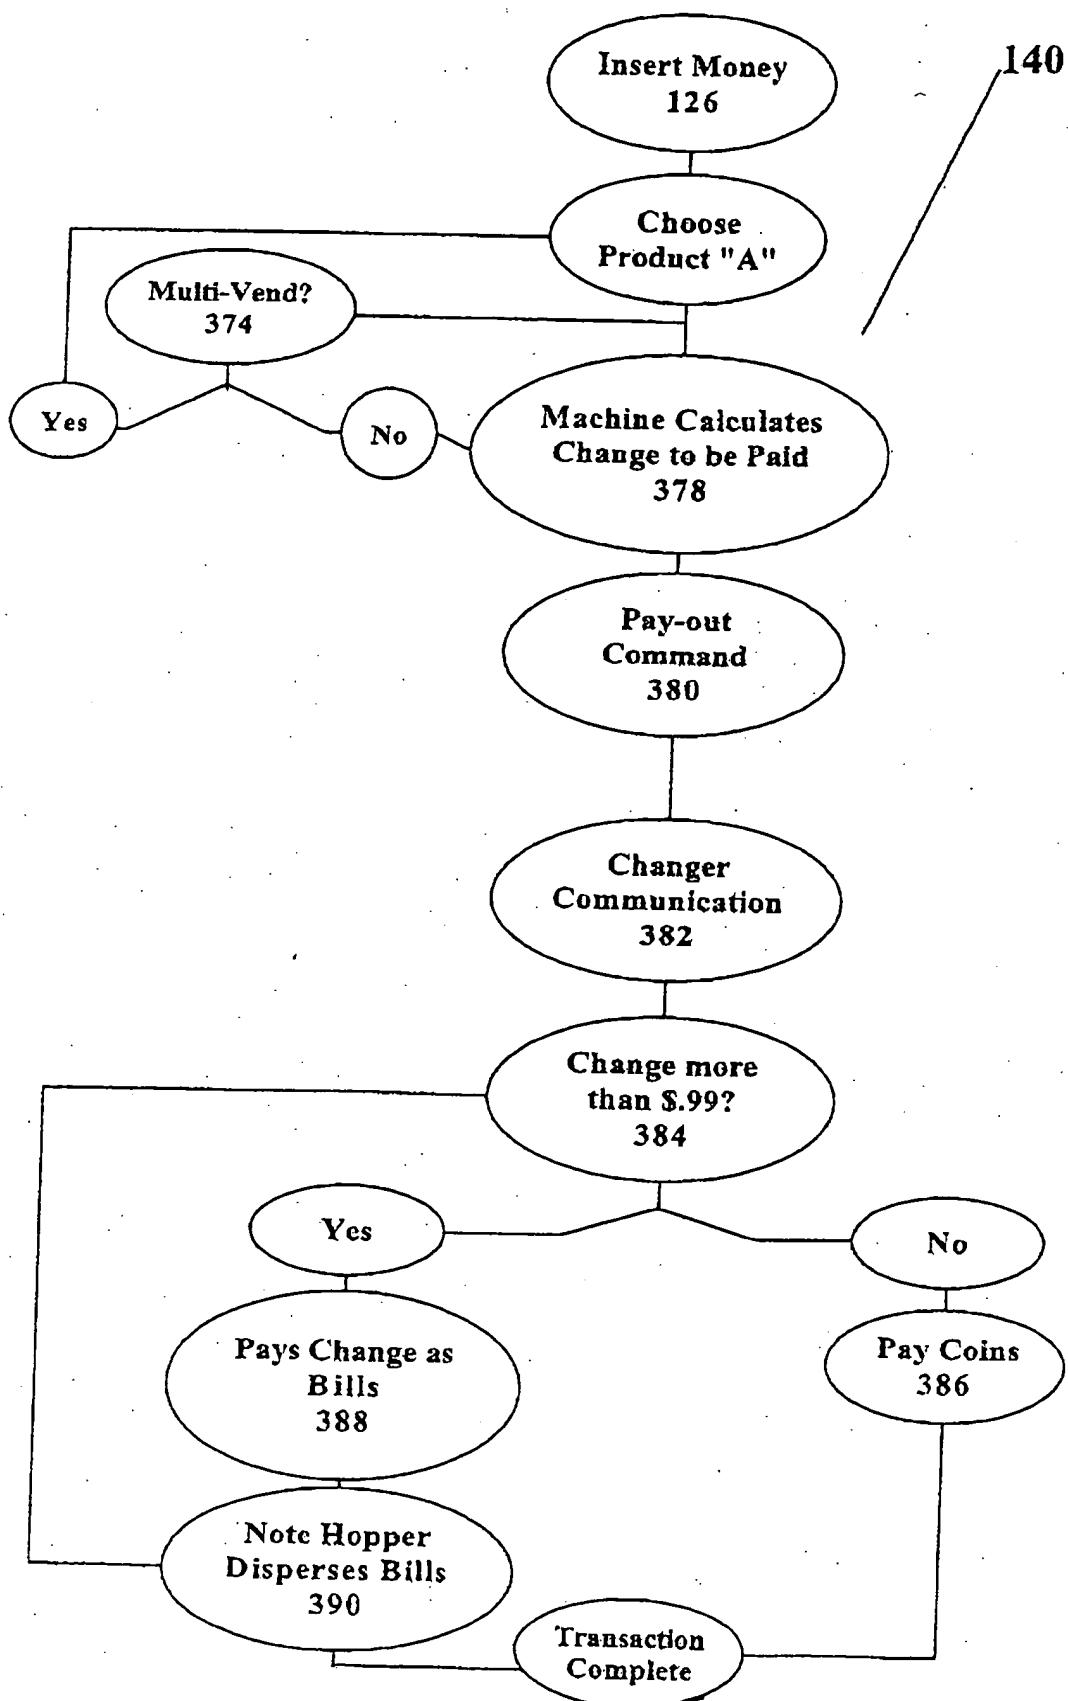 Insert Money
126
140
Choose
Product "A"
Multi-Vend?
374
Yes
No
Machine Calculates
Change to be Paid
378
Pay-out
Command
380
Changer
Communication
382
Change more
than $.99?
384
Yes
No
Pays Change as
Bills
388
Pay Coins
386
Note Hopper
Disperses Bills
390
Transaction
Complete